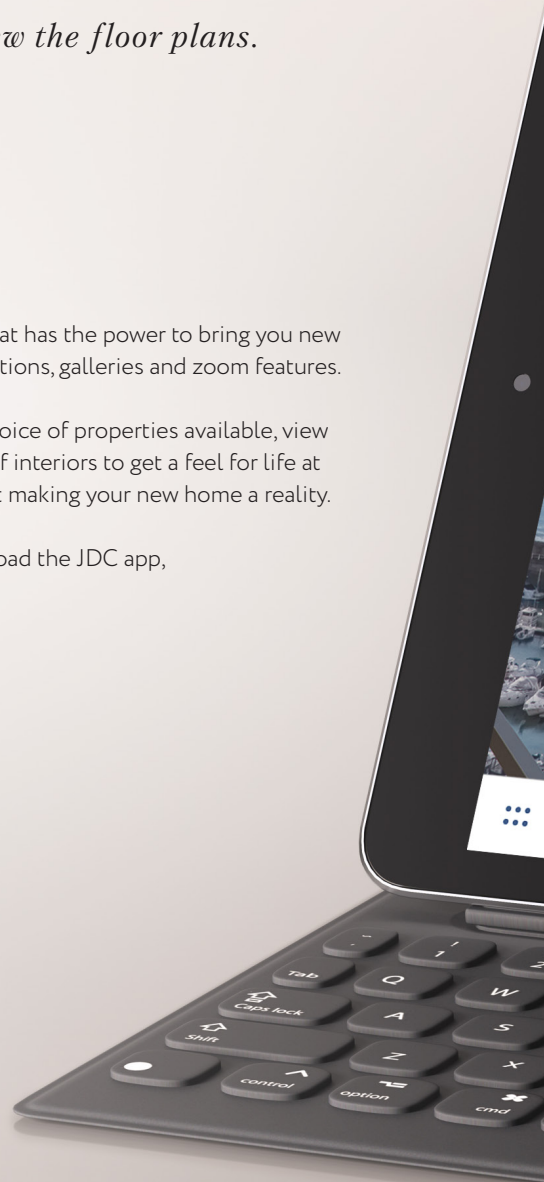 w the floor plans.
at has the power to bring you new
tions, galleries and zoom features.
oice of properties available, view
f interiors to get a feel for life at
t making your new home a reality.
oad the JDC app,
~ ! 2
` 1
Tab Q W
Caps lock A S
Shift Z X
control option cmd